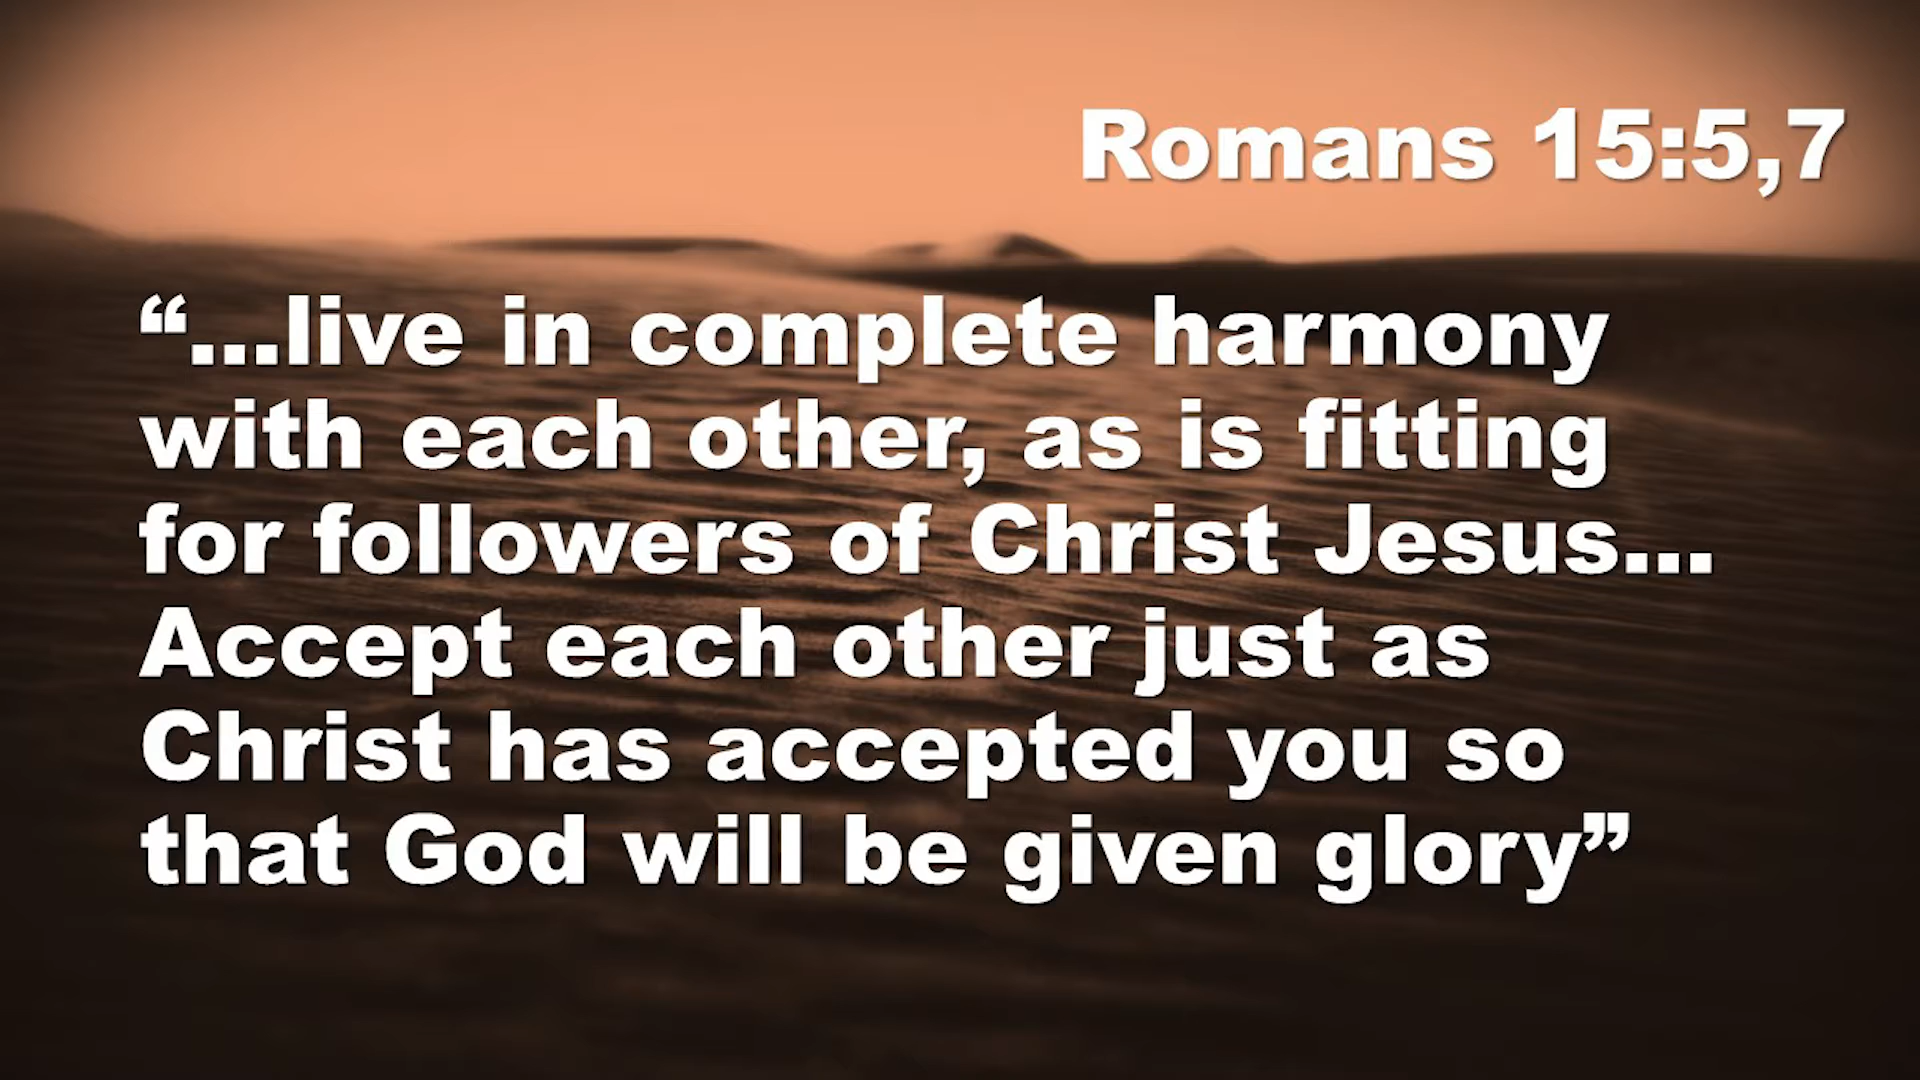 Romans 15:5,7
“...live in complete harmony
with each other, as is fitting
for followers of Christ Jesus...
Accept each other just as
Christ has accepted you so
that God will be given glory”